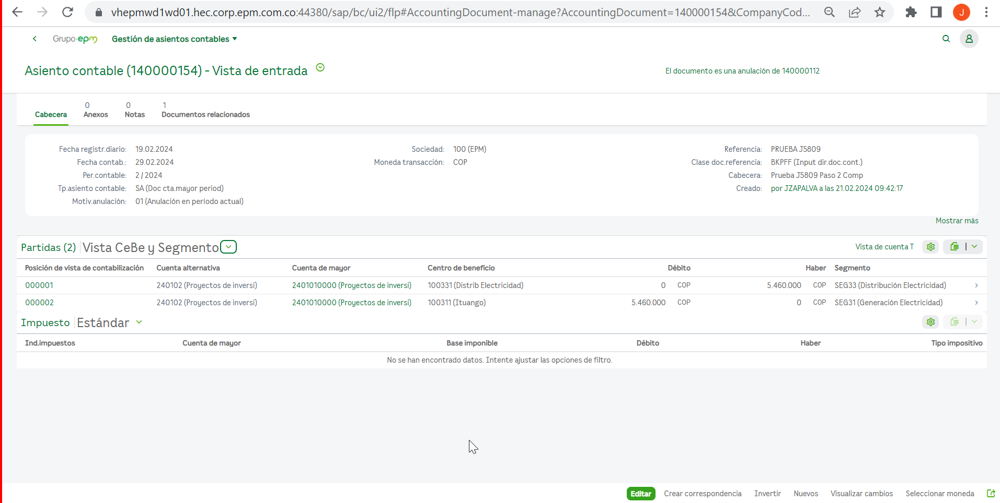 vhepmwd1wd01.hec.corp.epm.com.co:44380/sap/bc/ui2/flp#AccountingDocument-manage?AccountingDocument=140000154&CompanyCod...
J
Grupo·epm Gestión de asientos contables
Asiento contable (140000154) - Vista de entrada
El documento es una anulación de 140000112
0 0 1
Cabecera Anexos Notas Documentos relacionados
Fecha registr.diario: 19.02.2024 Sociedad: 100 (EPM) Referencia: PRUEBA J5809
Fecha contab.: 29.02.2024 Moneda transacción: COP Clase doc.referencia: BKPFF (Input dir.doc.cont.)
Per.contable: 2 / 2024 Cabecera: Prueba J5809 Paso 2 Comp
Tp.asiento contable: SA (Doc cta.mayor period) Creado: por JZAPALVA a las 21.02.2024 09:42:17
Motiv.anulación: 01 (Anulación en período actual)
Mostrar más
Partidas (2) Vista CeBe y Segmento Vista de cuenta T
Posición de vista de contabilización Cuenta alternativa Cuenta de mayor Centro de beneficio Débito Haber Segmento
000001 240102 (Proyectos de inversi) 2401010000 (Proyectos de inversi) 100331 (Distrib Electricidad) 0 COP 5.460.000 COP SEG33 (Distribución Electricidad)
000002 240102 (Proyectos de inversi) 2401010000 (Proyectos de inversi) 100311 (Ituango) 5.460.000 COP 0 COP SEG31 (Generación Electricidad)
Impuesto Estándar
Ind.impuestos Cuenta de mayor Base imponible Débito Haber Tipo impositivo
No se han encontrado datos. Intente ajustar las opciones de filtro.
Editar Crear correspondencia Invertir Nuevos Visualizar cambios Seleccionar moneda